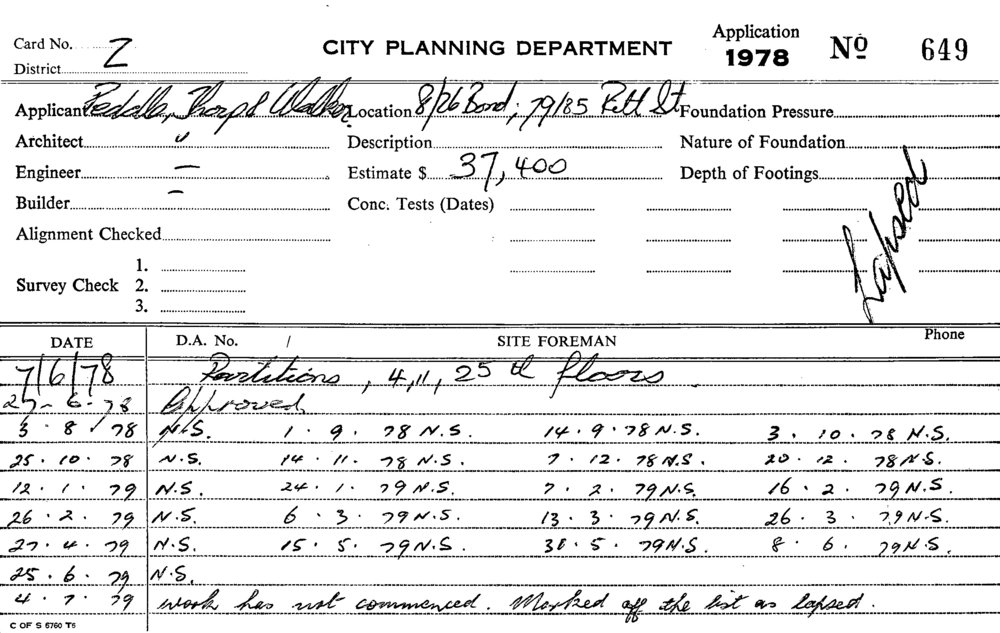 Card No. Z
District
CITY PLANNING DEPARTMENT
Application
1978 Nº 649
Applicant Peddle, Thorp & Walker Location 8/26 Bond; 79/85 Pitt St Foundation Pressure
Architect " Description Nature of Foundation
Engineer — Estimate $ 37,400 Depth of Footings
Builder — Conc. Tests (Dates)
Lapsed
Alignment Checked
1.
Survey Check 2.
3.
DATE D.A. No. / SITE FOREMAN Phone
7/6/78 Partitions, 4, 11, 25th floors
27-6-78 Approved
3·8·78 N.S. 1·9·78 N.S. 14·9·78 N.S. 3·10·78 N.S.
25·10·78 N.S. 14·11·78 N.S. 7·12·78 N.S. 20·12·78 N.S.
12·1·79 N.S. 24·1·79 N.S. 7·2·79 N.S. 16·2·79 N.S.
26·2·79 N.S. 6·3·79 N.S. 13·3·79 N.S. 26·3·79 N.S.
27·4·79 N.S. 15·5·79 N.S. 30·5·79 N.S. 8·6·79 N.S.
25·6·79 N.S.
4·7·79 work has not commenced. Marked off the list as lapsed.
C OF S 5760 T5